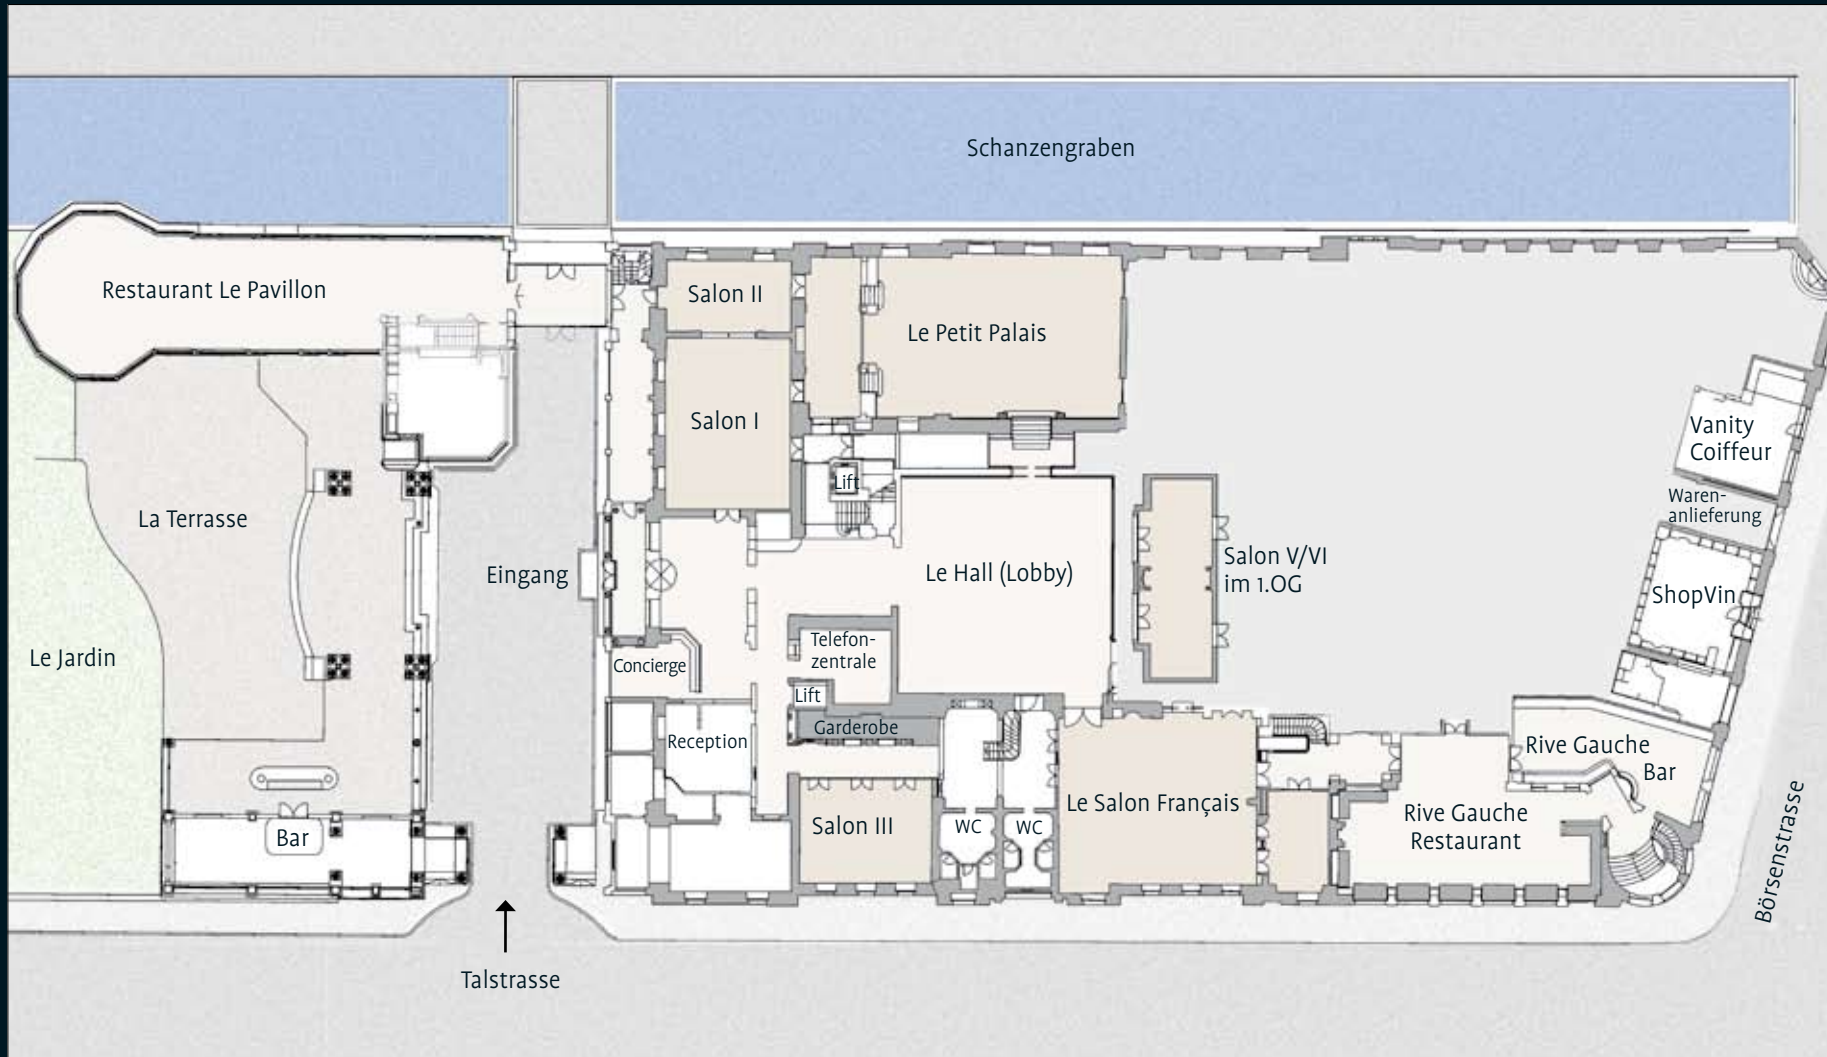 Schanzengraben
Restaurant Le Pavillon
Salon II
Le Petit Palais
Salon I
Vanity
Coiffeur
Lift
Waren-
anlieferung
La Terrasse
Eingang
Le Hall (Lobby)
Salon V/VI
im 1.OG
ShopVin
Le Jardin
Concierge
Telefon-
zentrale
Lift
Garderobe
Reception
Rive Gauche
Bar
Le Salon Français
Rive Gauche
Restaurant
Bar
Salon III
WC
WC
Börsenstrasse
Talstrasse